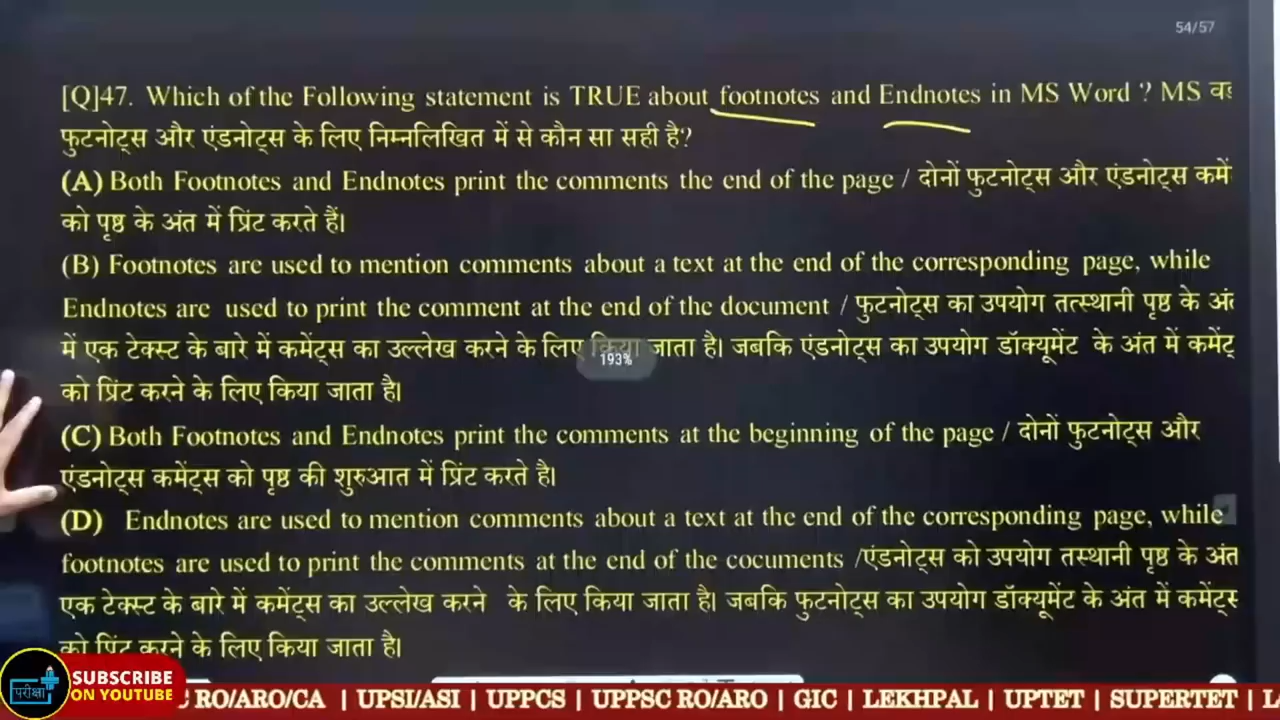 54/57
[Q]47. Which of the Following statement is TRUE about footnotes and Endnotes in MS Word ? MS
फुटनोट्स और एंडनोट्स के लिए निम्नलिखित में से कौन सा सही है?
(A) Both Footnotes and Endnotes print the comments the end of the page / दोनों फुटनोट्स और एंडनोट्स कमें
को पृष्ठ के अंत में प्रिंट करते हैं।
(B) Footnotes are used to mention comments about a text at the end of the corresponding page, while
Endnotes are used to print the comment at the end of the document / फुटनोट्स का उपयोग तत्स्थानी पृष्ठ के अं
में एक टेक्स्ट के बारे में कमेंट्स का उल्लेख करने के लिए किया जाता है। जबकि एंडनोट्स का उपयोग डॉक्यूमेंट के अंत में कमेंट्
193%
को प्रिंट करने के लिए किया जाता है।
(C) Both Footnotes and Endnotes print the comments at the beginning of the page / दोनों फुटनोट्स और
एंडनोट्स कमेंट्स को पृष्ठ की शुरुआत में प्रिंट करते है।
(D) Endnotes are used to mention comments about a text at the end of the corresponding page, while
footnotes are used to print the comments at the end of the cocuments /एंडनोट्स को उपयोग तस्थानी पृष्ठ के अंत
एक टेक्स्ट के बारे में कमेंट्स का उल्लेख करने के लिए किया जाता है। जबकि फुटनोट्स का उपयोग डॉक्यूमेंट के अंत में कमेंट्स
को प्रिंट करने के लिए किया जाता है।
परीक्षा
SUBSCRIBE
ON YOUTUBE
C RO/ARO/CA | UPSI/ASI | UPPCS | UPPSC RO/ARO | GIC | LEKHPAL | UPTET | SUPERTET | L